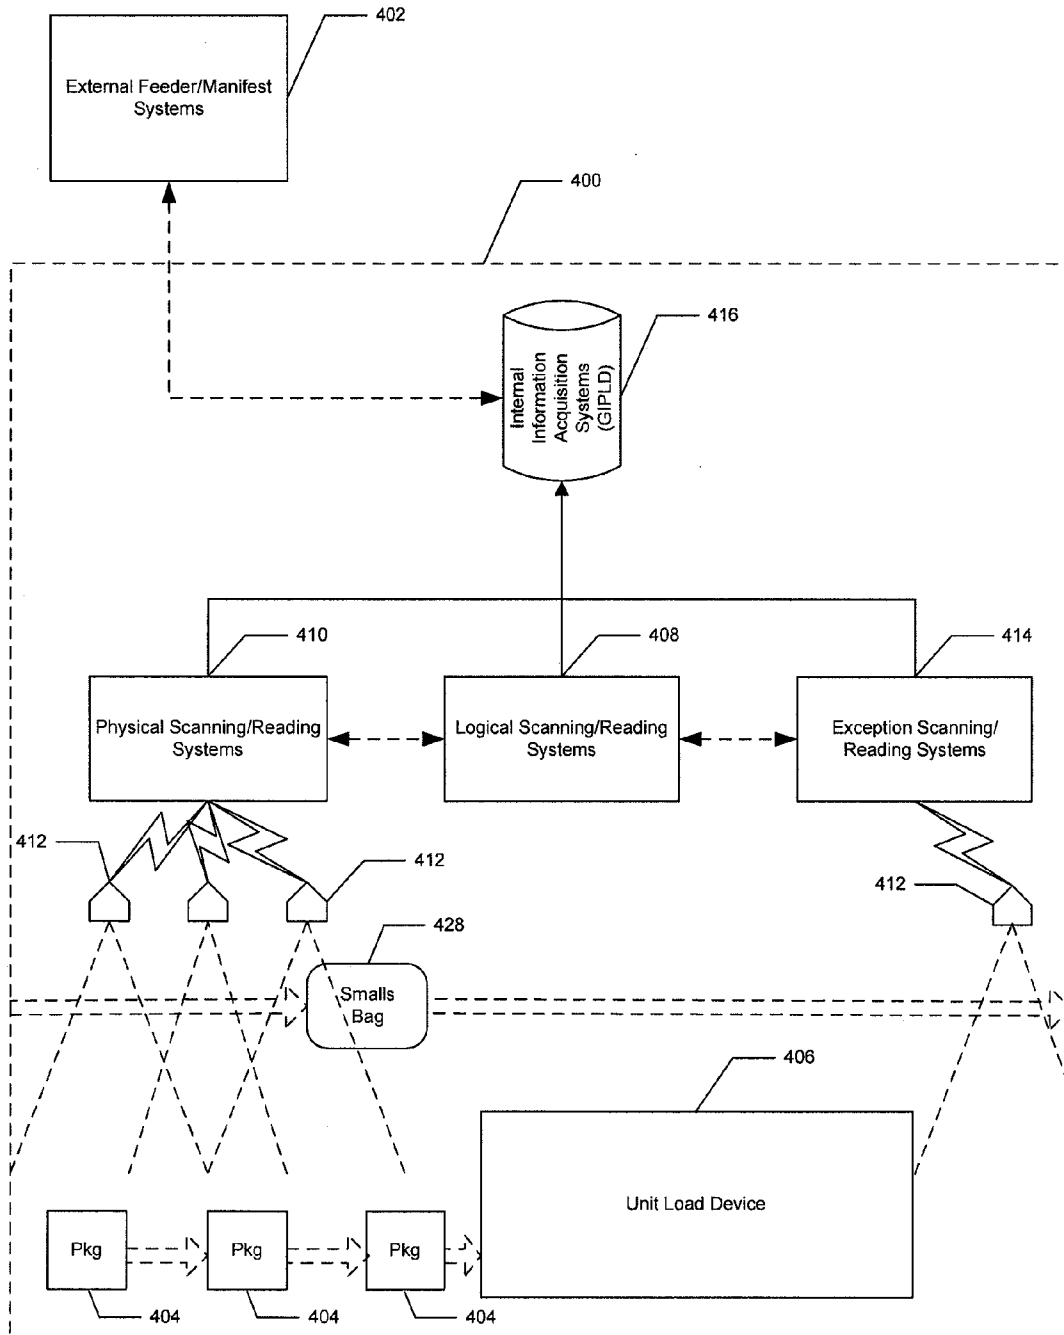 402
External Feeder/Manifest
Systems
400
416
Internal
Information
Acquisition
Systems
(GIPLD)
410
408
414
Physical Scanning/Reading
Systems
Logical Scanning/Reading
Systems
Exception Scanning/
Reading Systems
412
412
412
428
Smalls
Bag
406
Unit Load Device
Pkg
Pkg
Pkg
404
404
404